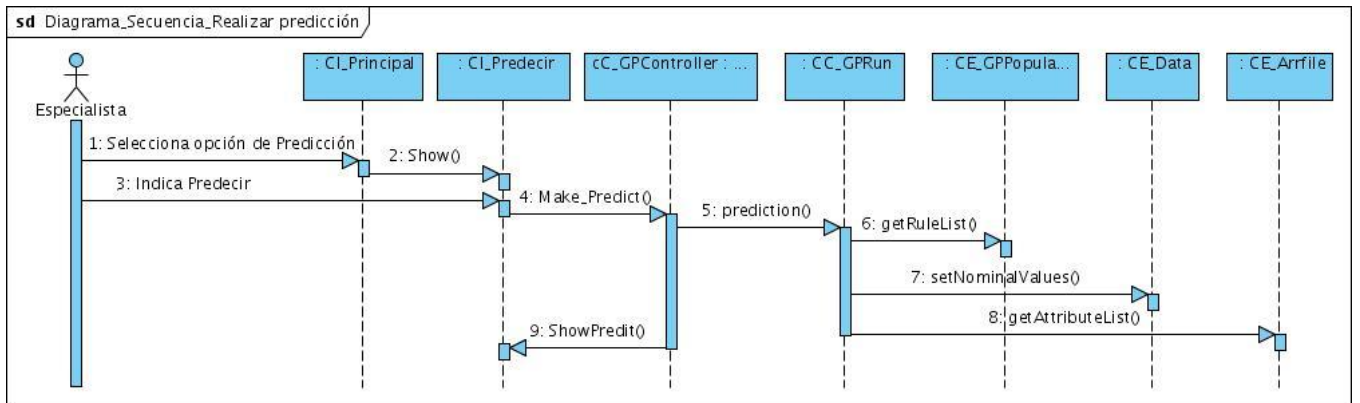 sd Diagrama_Secuencia_Realizar predicción
: CI_Principal
: CI_Predecir
cC_GPController : ...
: CC_GPRun
: CE_GPPopula...
: CE_Data
: CE_Arrfile
Especialista
1: Selecciona opción de Predicción
2: Show()
3: Indica Predecir
4: Make_Predict()
5: prediction()
6: getRuleList()
7: setNominalValues()
8: getAttributeList()
9: ShowPredit()